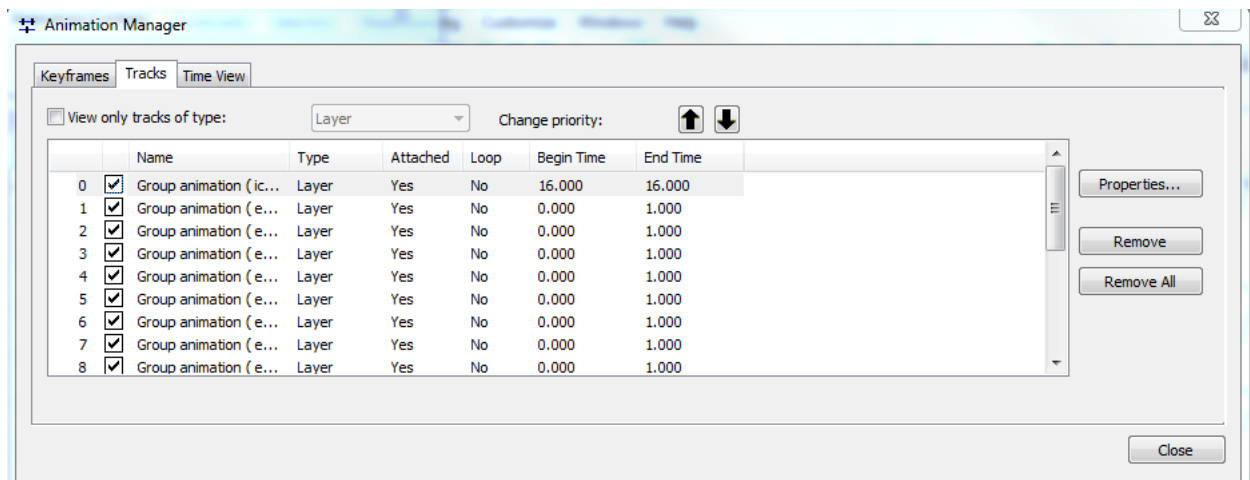 Customize Windows Help
Animation Manager
Keyframes Tracks Time View
View only tracks of type: Layer Change priority:
Name Type Attached Loop Begin Time End Time
0 Group animation ( ic... Layer Yes No 16.000 16.000
1 Group animation ( e... Layer Yes No 0.000 1.000
2 Group animation ( e... Layer Yes No 0.000 1.000
3 Group animation ( e... Layer Yes No 0.000 1.000
4 Group animation ( e... Layer Yes No 0.000 1.000
5 Group animation ( e... Layer Yes No 0.000 1.000
6 Group animation ( e... Layer Yes No 0.000 1.000
7 Group animation ( e... Layer Yes No 0.000 1.000
8 Group animation ( e... Layer Yes No 0.000 1.000
Properties...
Remove
Remove All
Close